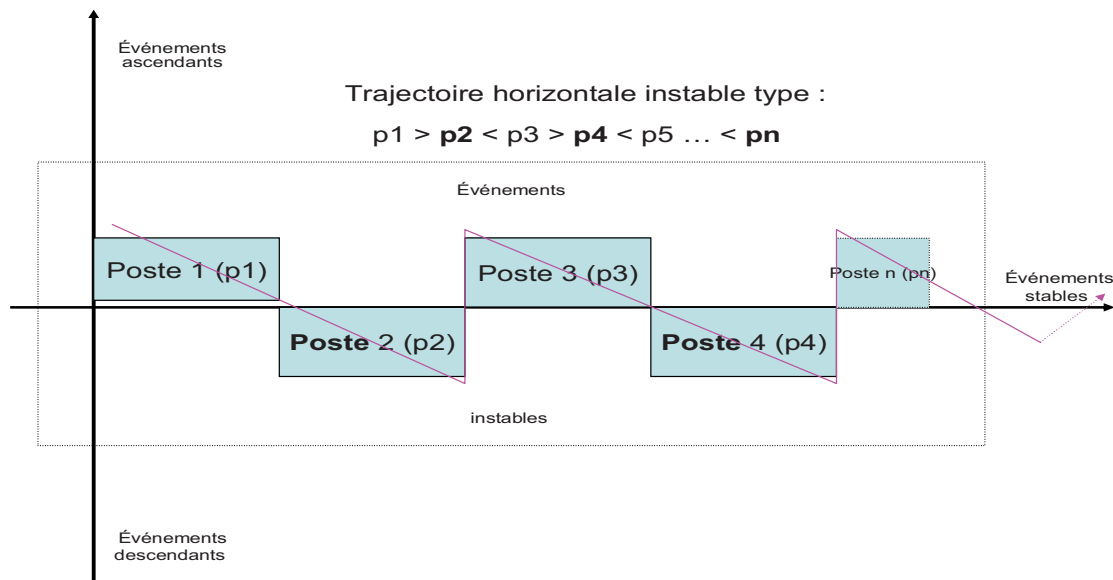 Événements
ascendants
Trajectoire horizontale instable type :
p1 > p2 < p3 > p4 < p5 … < pn
Événements
Poste 1 (p1)
Poste 3 (p3)
Poste n (pn)
Événements
stables
Poste 2 (p2)
Poste 4 (p4)
instables
Événements
descendants